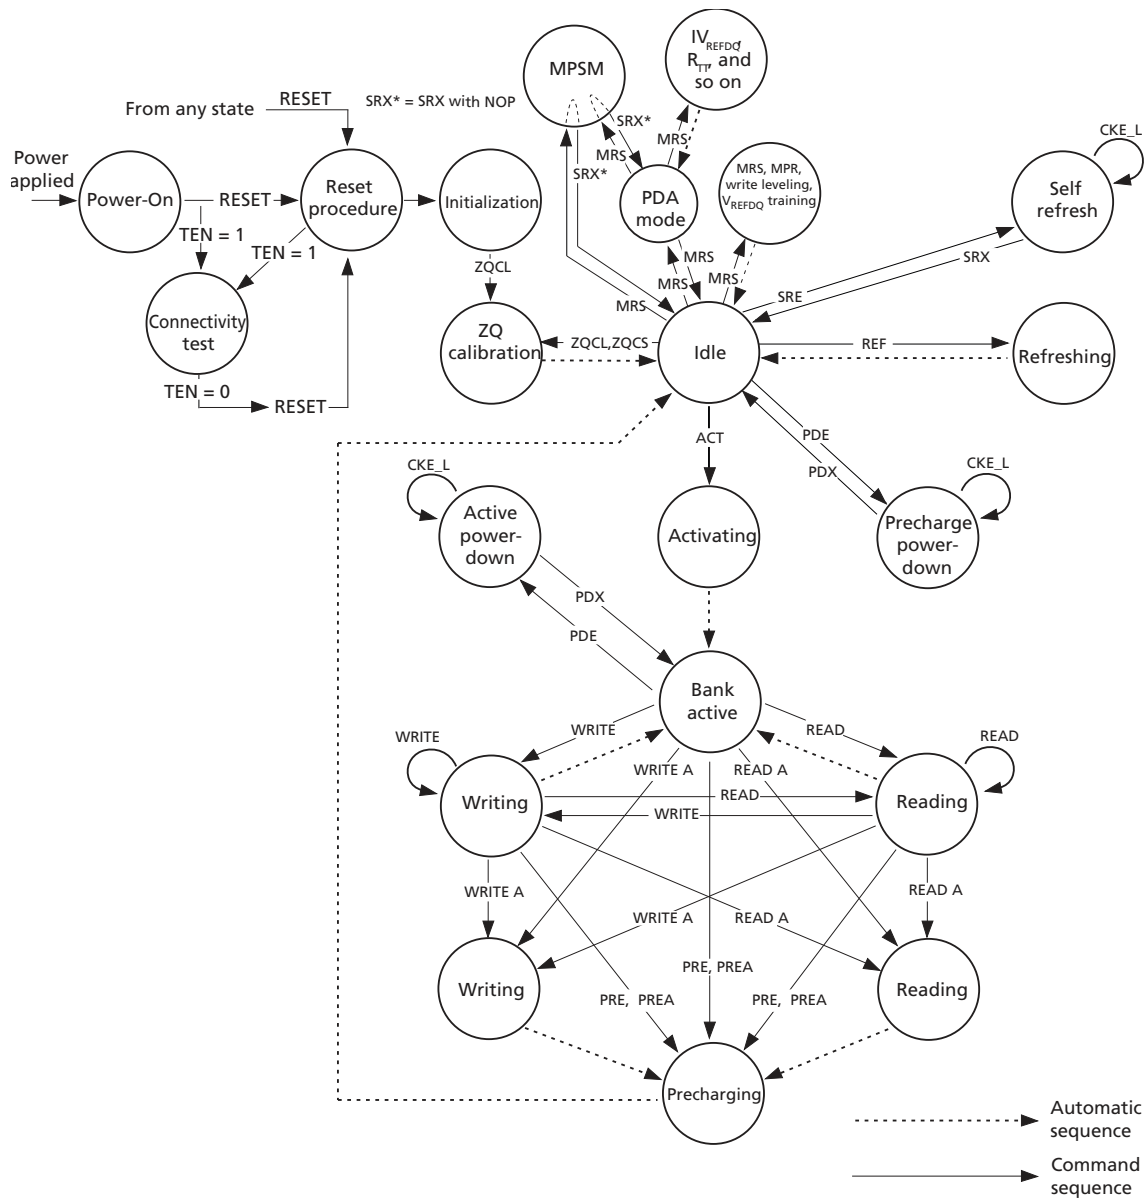 MPSM
IV REFDQ,
R TT, and
so on
From any state
RESET
SRX* = SRX with NOP
SRX*
MRS
MRS
SRX*
CKE_L
Power
applied
Power-On
RESET
Reset
procedure
Initialization
PDA
mode
MRS, MPR,
write leveling,
V REFDQ training
Self
refresh
TEN = 1
TEN = 1
ZQCL
MRS
MRS
MRS
MRS
SRX
SRE
Connectivity
test
ZQ
calibration
ZQCL,ZQCS
Idle
REF
Refreshing
TEN = 0
RESET
ACT
PDE
PDX
CKE_L
CKE_L
Active
power-
down
Activating
Precharge
power-
down
PDX
PDE
Bank
active
WRITE
WRITE
READ
READ
WRITE A
READ A
Writing
READ
WRITE
Reading
WRITE A
READ A
WRITE A
READ A
PRE, PREA
Writing
PRE, PREA
PRE, PREA
Reading
Precharging
Automatic
sequence
Command
sequence